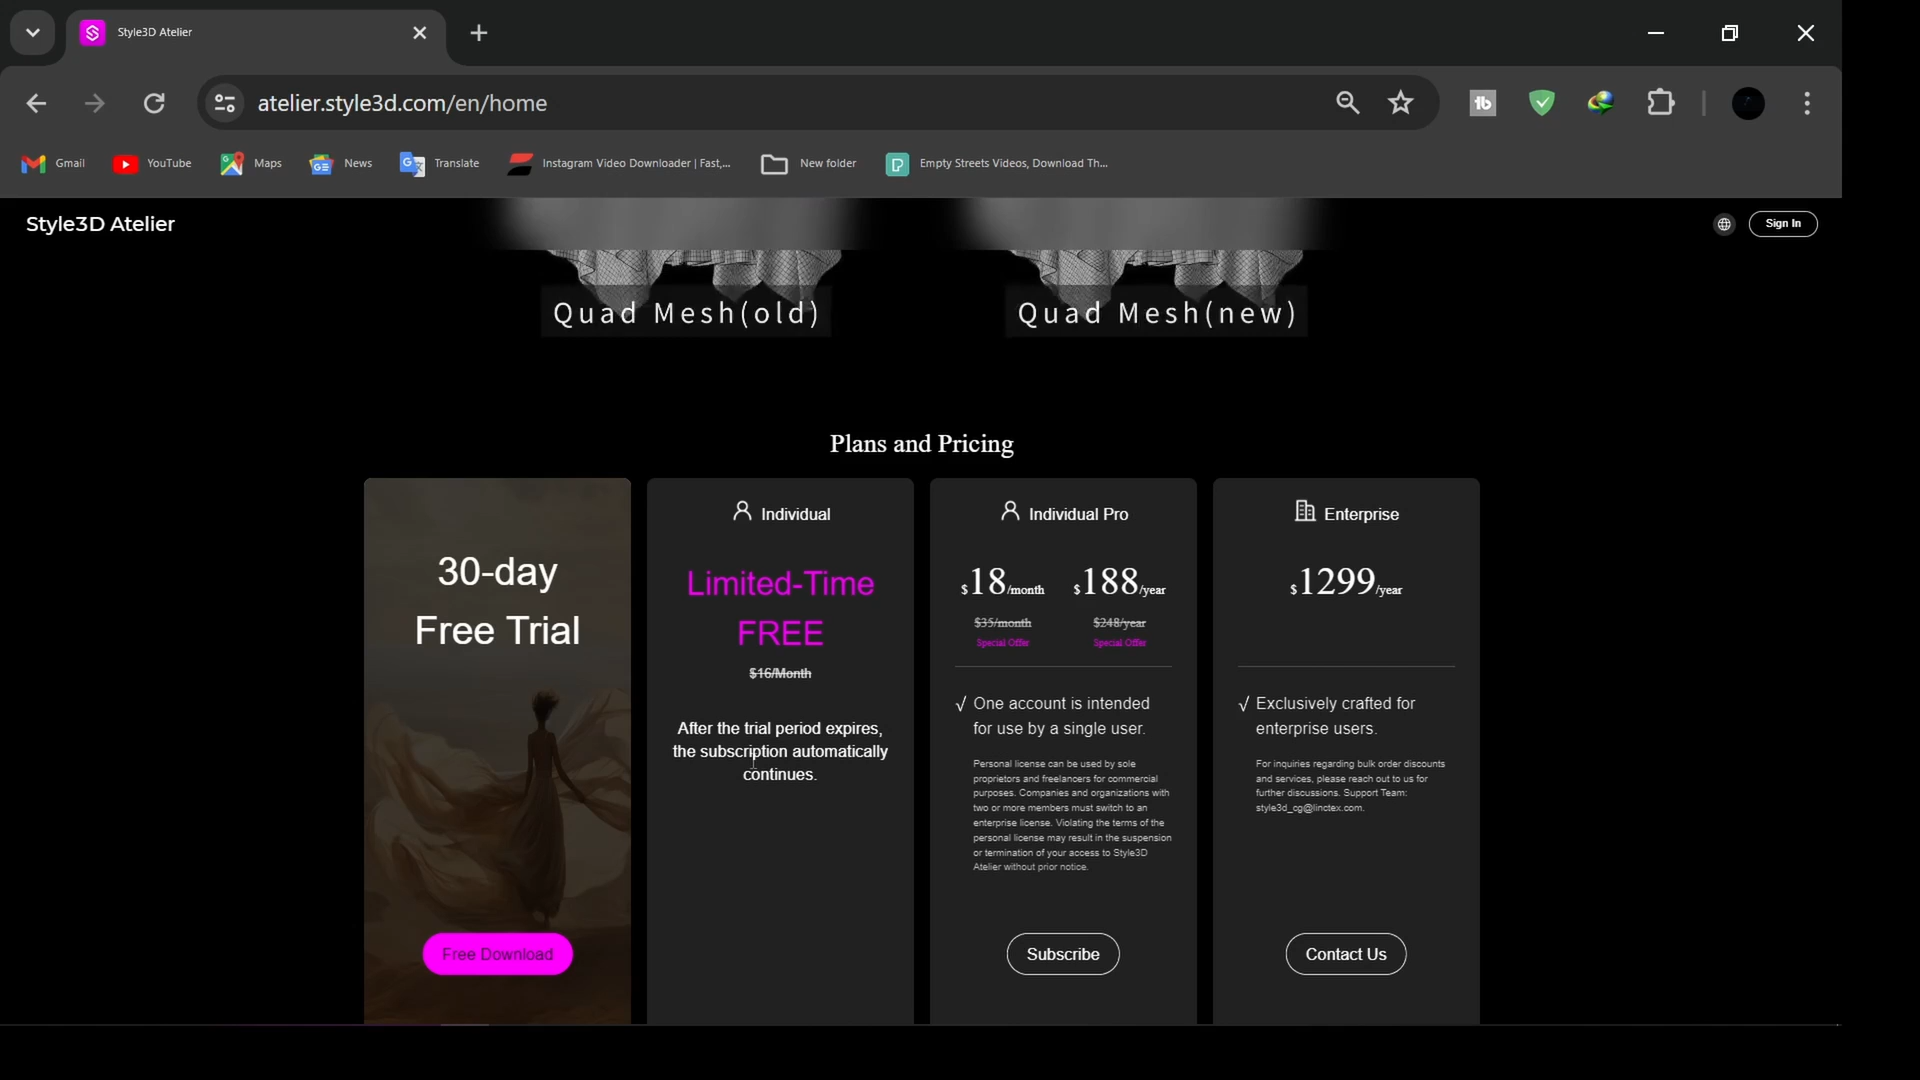 Style3D Atelier
atelier.style3d.com/en/home
Gmail
YouTube
Maps
News
Translate
Instagram Video Downloader | Fast,...
New folder
Empty Streets Videos, Download Th...
Style3D Atelier
Sign In
Quad Mesh(old)
Quad Mesh(new)
Plans and Pricing
30-day
Free Trial
Free Download
Individual
Limited-Time
FREE
$16/Month
After the trial period expires,
the subscription automatically
continues.
Individual Pro
$18/month $188/year
$35/month $248/year
Special Offer Special Offer
√ One account is intended
for use by a single user.
Personal license can be used by sole
proprietors and freelancers for commercial
purposes. Companies and organizations with
two or more members must switch to an
enterprise license. Violating the terms of the
personal license may result in the suspension
or termination of your access to Style3D
Atelier without prior notice.
Subscribe
Enterprise
$1299/year
√ Exclusively crafted for
enterprise users.
For inquiries regarding bulk order discounts
and services, please reach out to us for
further discussions. Support Team:
style3d_cg@linctex.com.
Contact Us